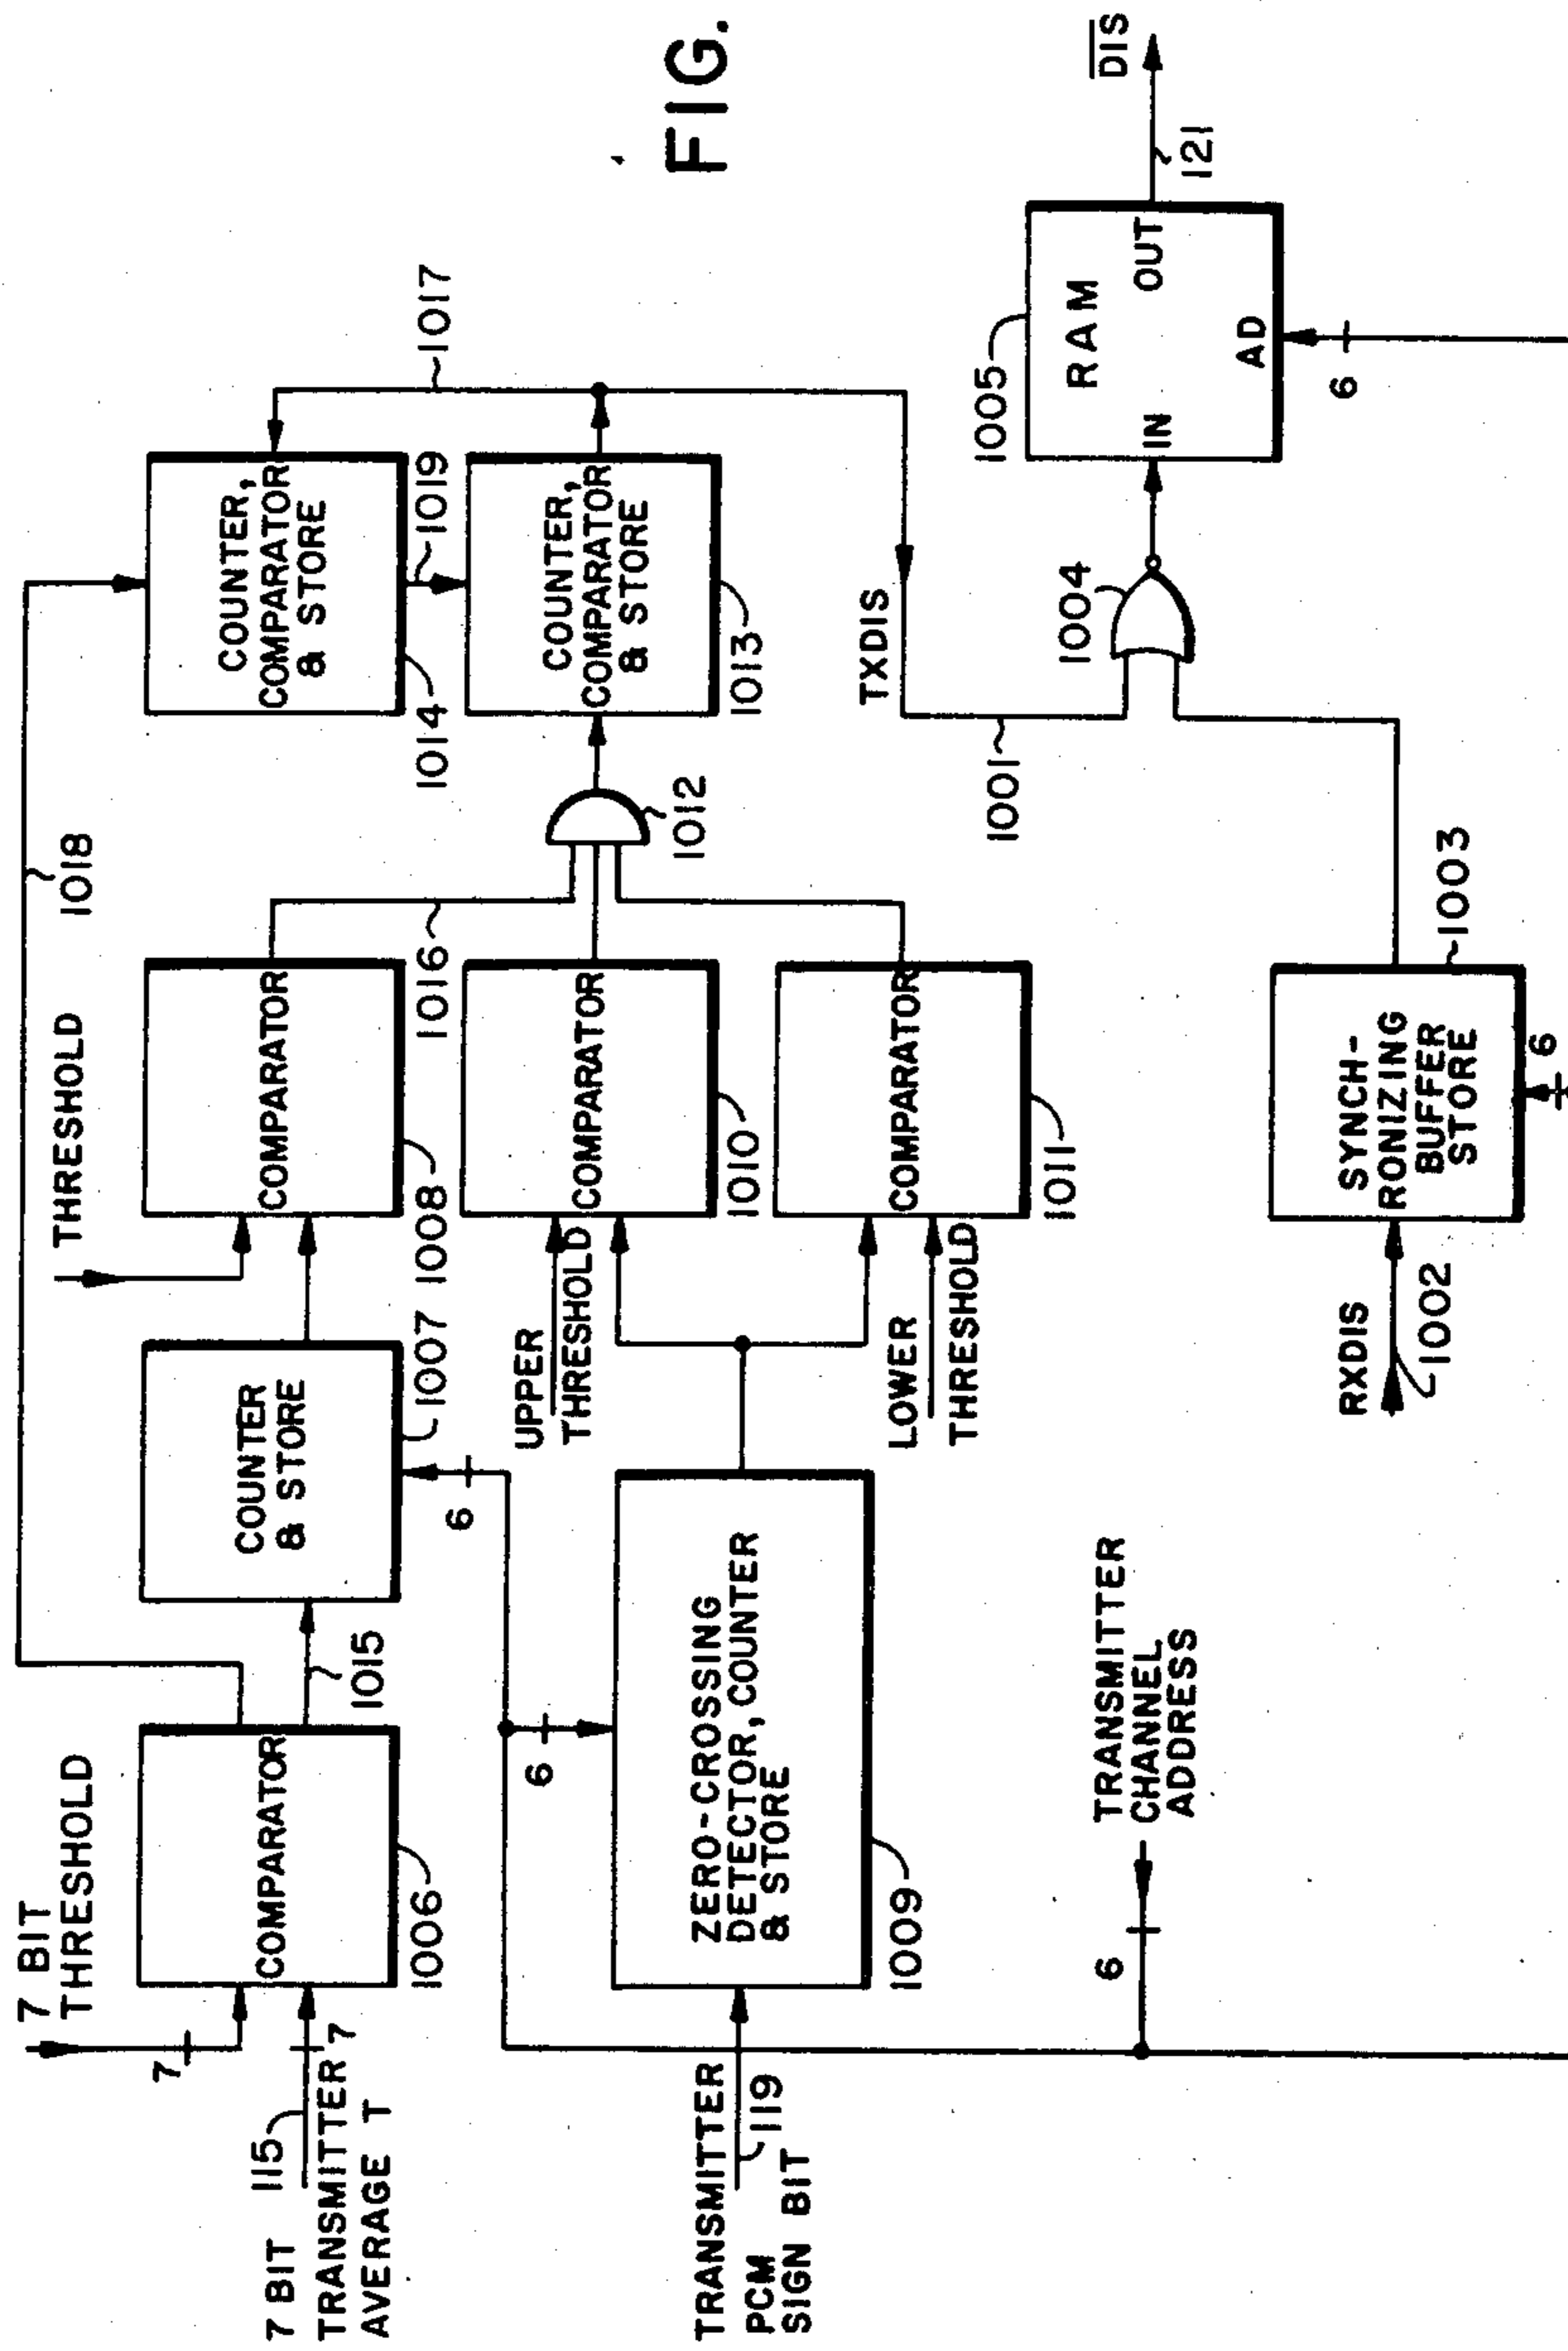 7 BIT
THRESHOLD
7
7 BIT
TRANSMITTER
AVERAGE T
115
7
COMPARATOR
1006
1015
1018
COUNTER
& STORE
1007
6
THRESHOLD
COMPARATOR
1008
1016
COUNTER,
COMPARATOR
& STORE
1014
1019
1017
TRANSMITTER
PCM
SIGN BIT
119
6
ZERO-CROSSING
DETECTOR, COUNTER
& STORE
1009
UPPER
THRESHOLD
COMPARATOR
1010
LOWER
THRESHOLD
COMPARATOR
1011
1012
COUNTER,
COMPARATOR
& STORE
1013
FIG.
TXDIS
1001
TRANSMITTER
CHANNEL
ADDRESS
6
RXDIS
1002
SYNCH-
RONIZING
BUFFER
STORE
1003
6
1004
1005
RAM
IN
OUT
AD
6
121
DIS